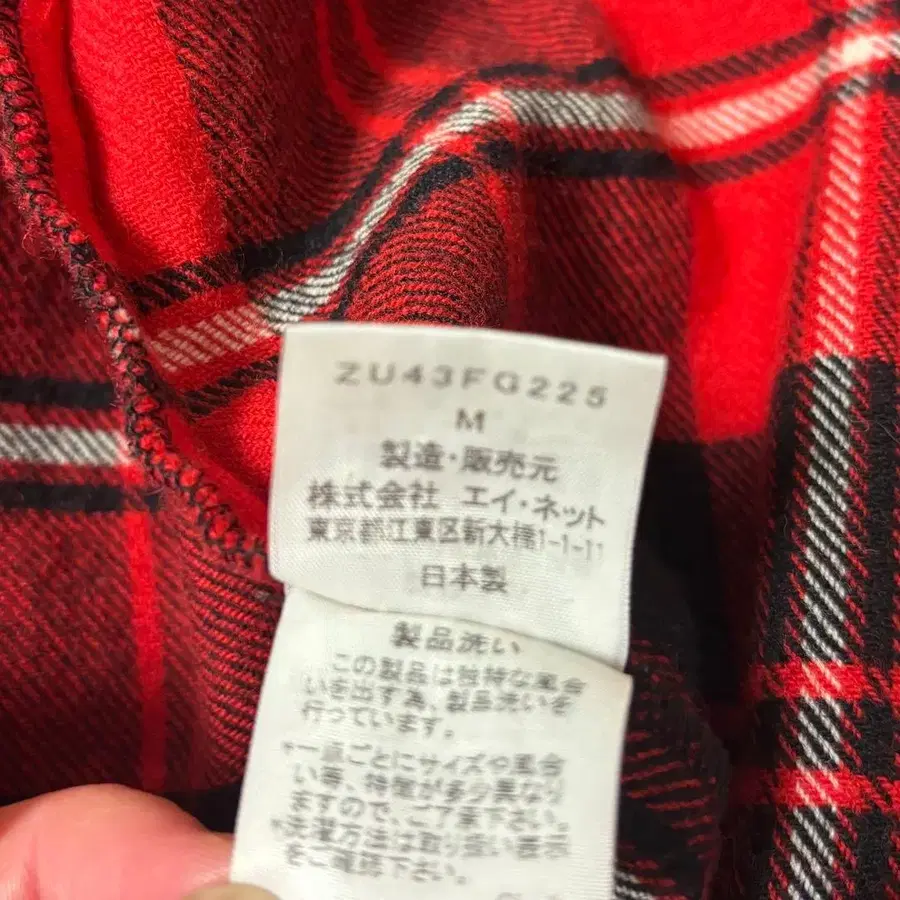 ZU43FG225
M
製造・販売元
株式会社 エイ・ネット
東京都江東区新大橋1-1-11
日本製
製品洗い
この製品は独特な風合
いを出す為、製品洗いを
行っています。
*一点ごとにサイズや風合
い等、特徴が多少異なり
ますので、ご了承下さい。
*洗濯方法は取り扱い表示
をご確認下さい。